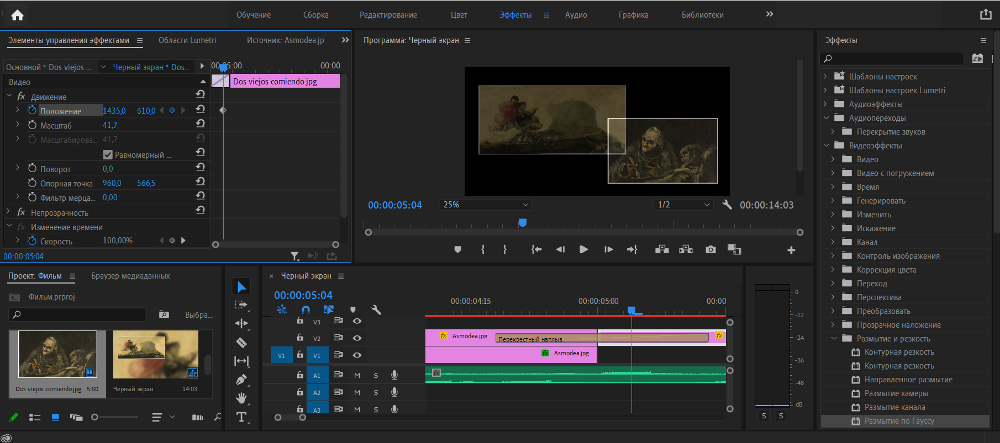 Обучение Сборка Редактирование Цвет Эффекты Аудио Графика Библиотеки
Элементы управления эффектами Области Lumetri Источник: Asmodea.jp
Основной * Dos viejos ... Черный экран * Dos... 00:05:00 00:00
Видео Dos viejos comiendo.jpg
fx Движение
Положение 1435,0 610,0
Масштаб 41,7
Масштабирова... 41,7
Равномерный ...
Поворот 0,0
Опорная точка 960,0 566,5
Фильтр мерца... 0,00
fx Непрозрачность
fx Изменение времени
Скорость 100,00%
00:00:05:04
Программа: Черный экран
00:00:05:04 25% 1/2 00:00:14:03
Эффекты
Шаблоны настроек
Шаблоны настроек Lumetri
Аудиоэффекты
Аудиопереходы
Перекрытие звуков
Видеоэффекты
Видео
Видео с погружением
Время
Генерировать
Изменить
Искажение
Канал
Контроль изображения
Коррекция цвета
Переход
Перспектива
Преобразовать
Прозрачное наложение
Размытие и резкость
Контурная резкость
Контурная резкость
Направленное размытие
Размытие камеры
Размытие канала
Размытие по Гауссу
Проект: Фильм Браузер медиаданных
Фильм.prproj
Выбра...
Dos viejos comiendo.jpg 5:00 Черный экран 14:03
T
× Черный экран
00:00:05:04
00:00:04:15 00:00:05:00 00:00
V3
V2 fx Asmodea.jpg Перекрестный наплыв fx
V1 V1 fx Asmodea.jpg
A1 M S fx
A2 M S
A3 M S
0
-12
-24
-36
-48
dB
S S